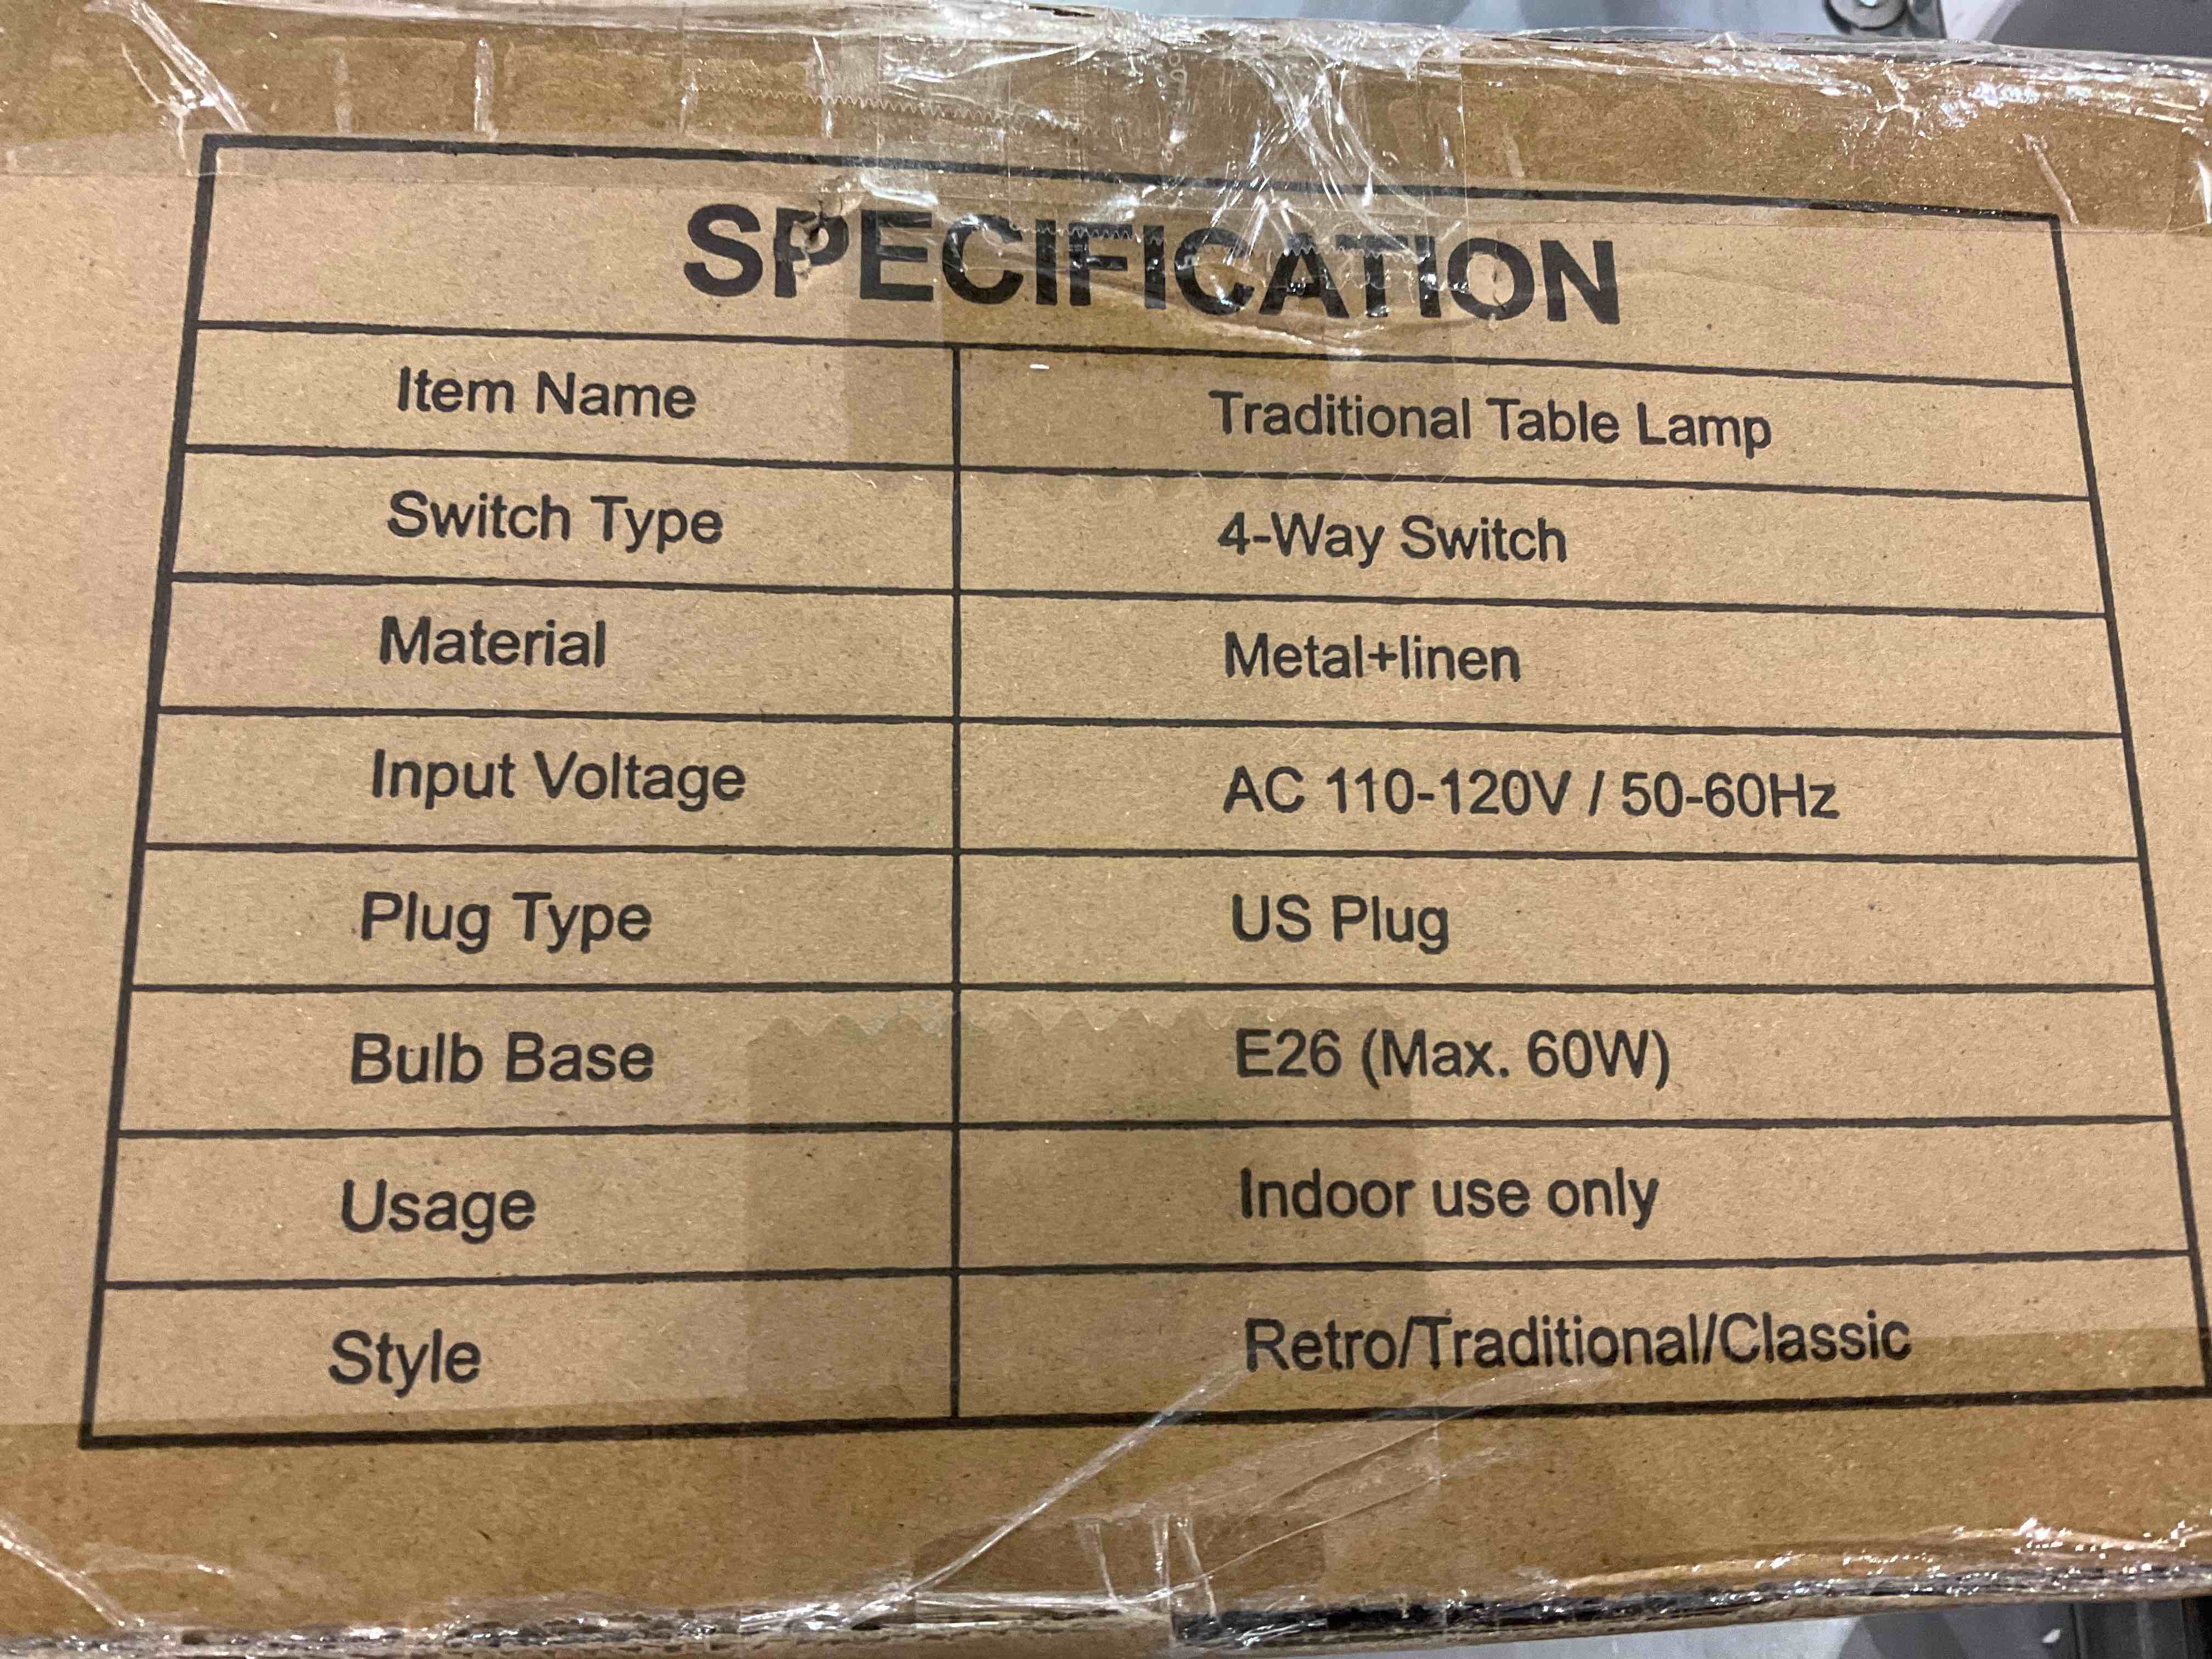 SPECIFICATION
Item Name Traditional Table Lamp
Switch Type 4-Way Switch
Material Metal+linen
Input Voltage AC 110-120V / 50-60Hz
Plug Type US Plug
Bulb Base E26 (Max. 60W)
Usage Indoor use only
Style Retro/Traditional/Classic